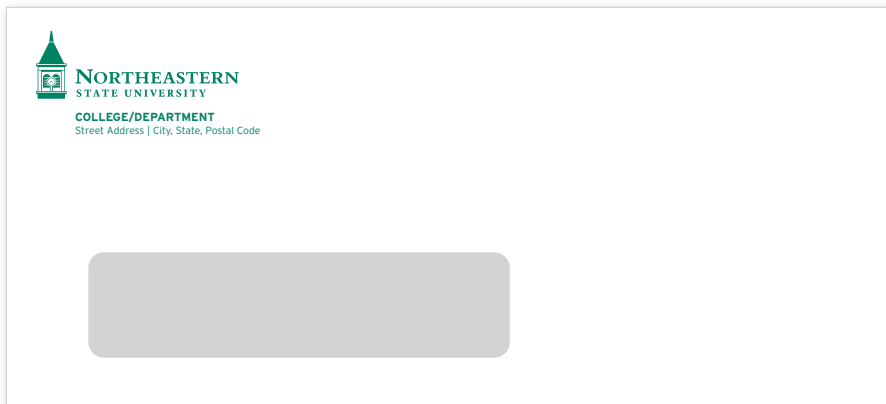 NORTHEASTERN
STATE UNIVERSITY
COLLEGE/DEPARTMENT
Street Address | City, State, Postal Code